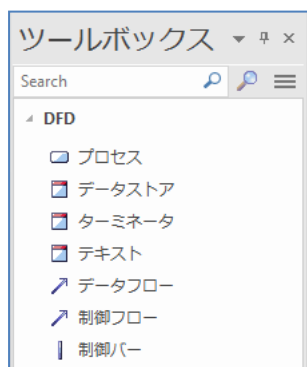 ツールボックス
Search
DFD
プロセス
データストア
ターミネータ
テキスト
データフロー
制御フロー
制御バー